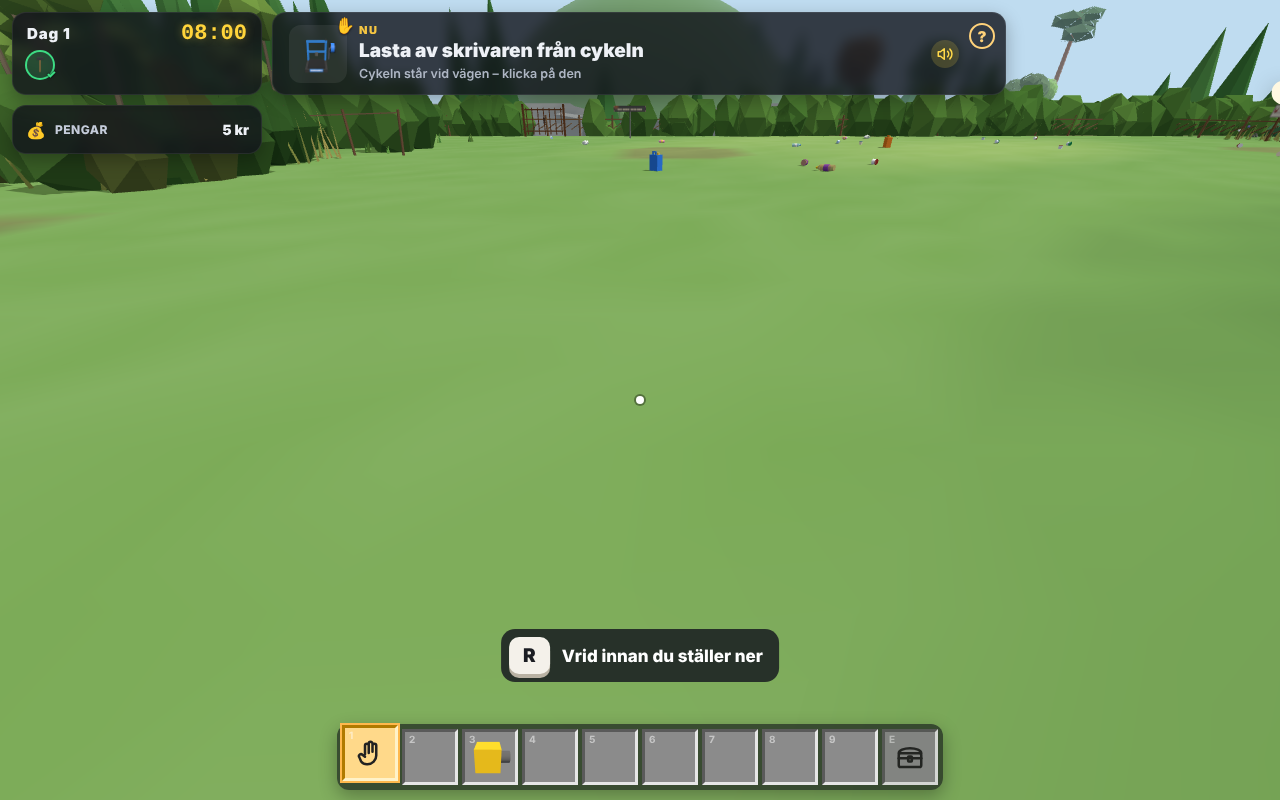 Dag 1
08:00
PENGAR
5 kr
NU
Lasta av skrivaren från cykeln
Cykeln står vid vägen – klicka på den
?
R
Vrid innan du ställer ner
1
2
3
4
5
6
7
8
9
E